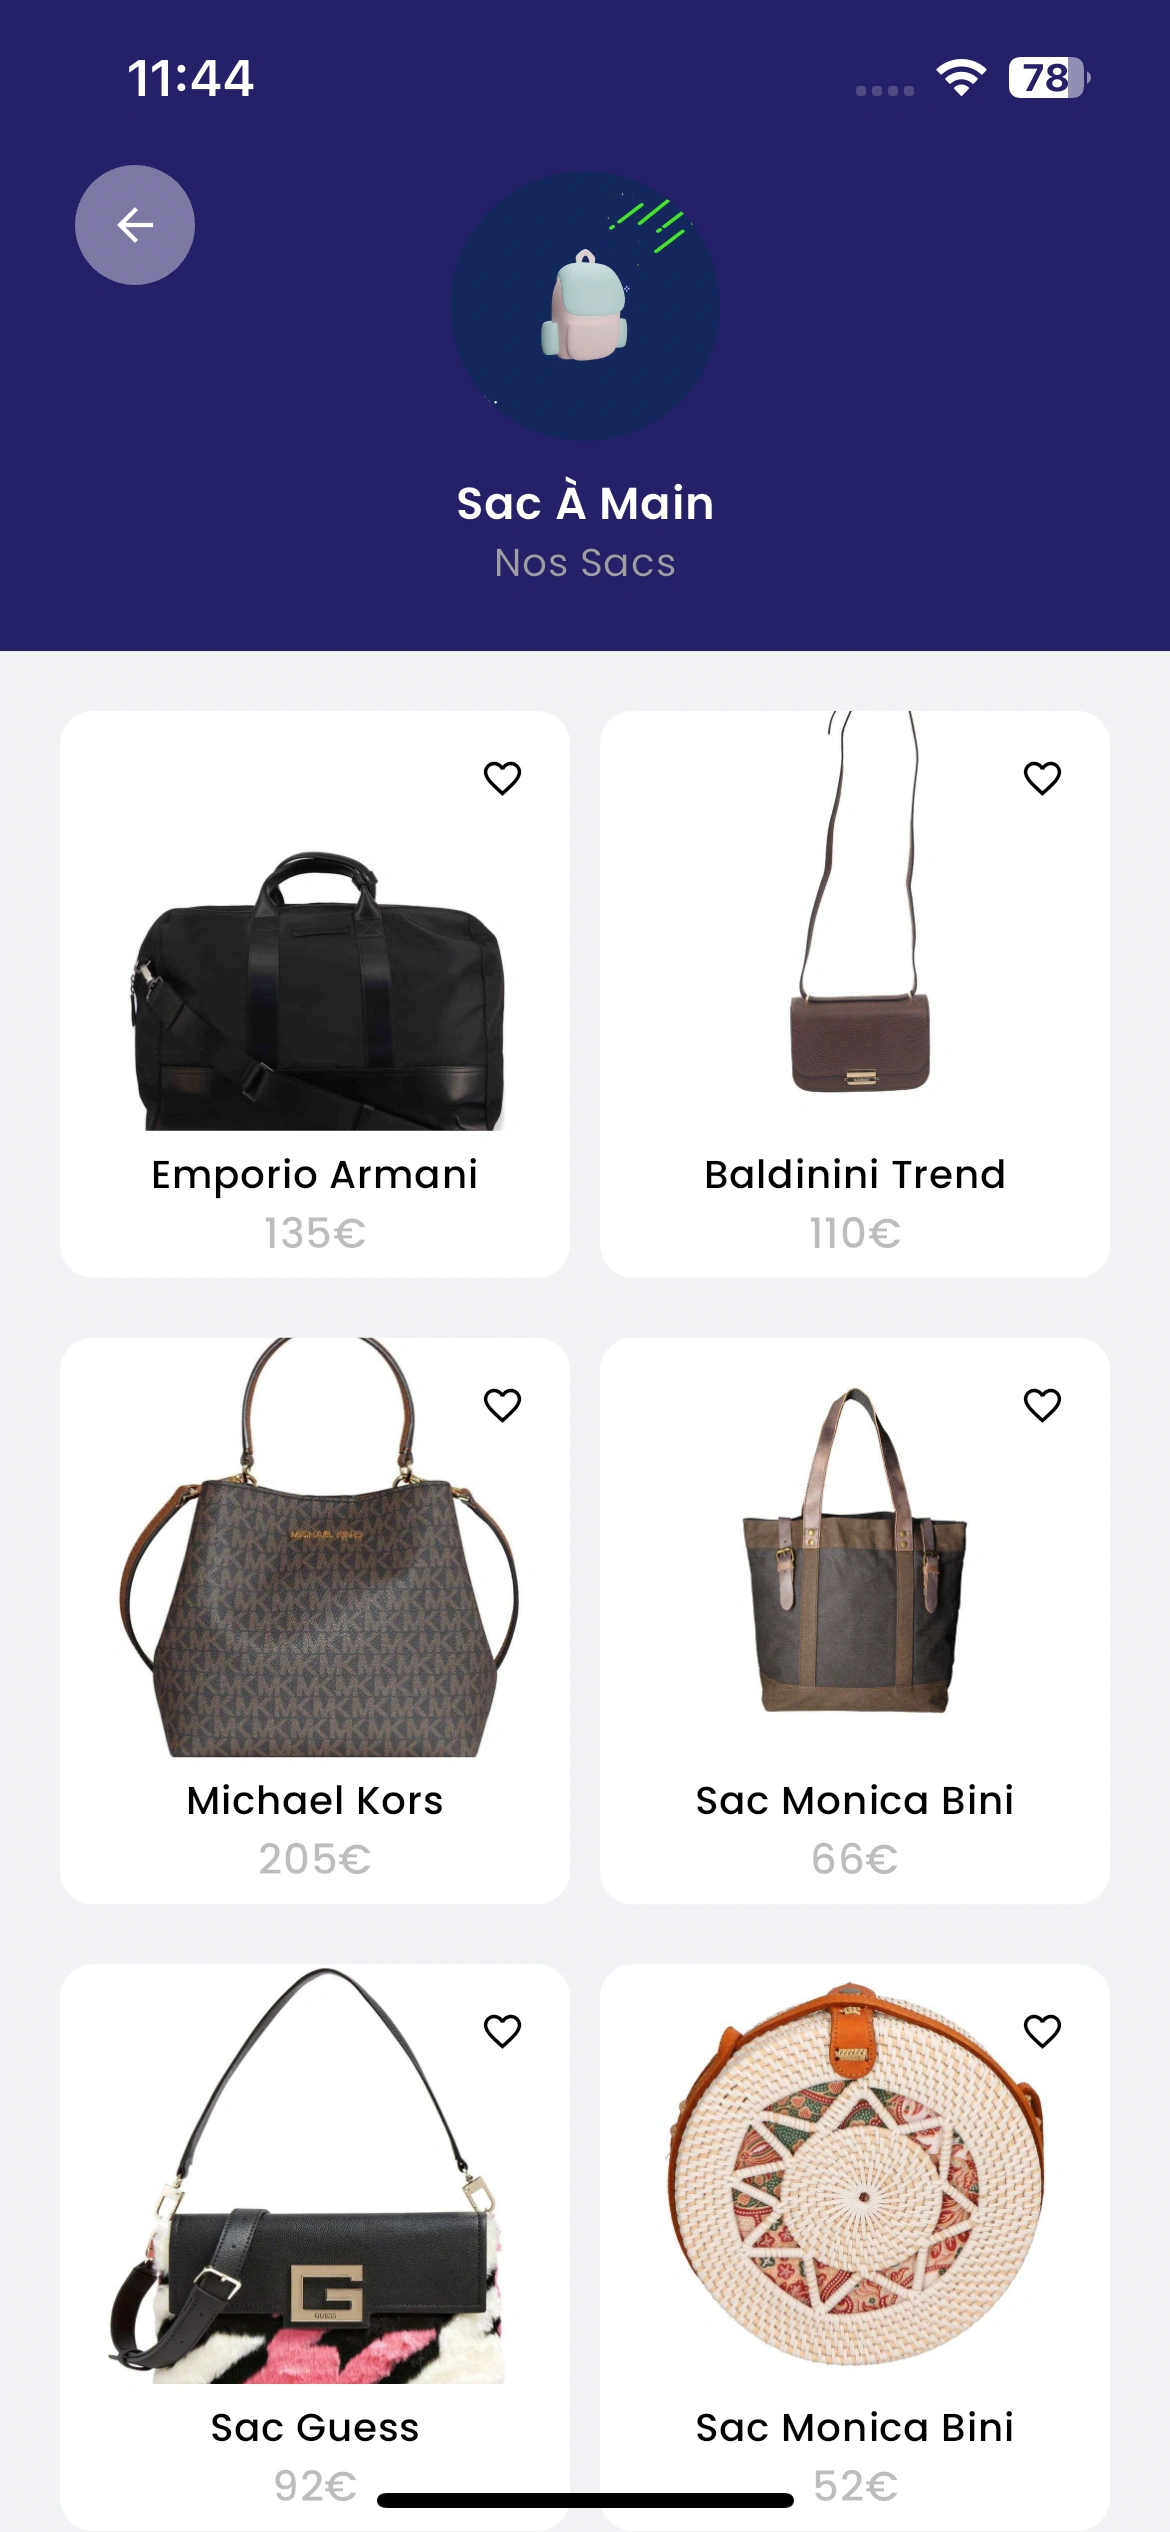 11:44
78
Sac À Main
Nos Sacs
Emporio Armani
135€
Baldinini Trend
110€
MICHAEL KORS
Michael Kors
205€
Sac Monica Bini
66€
G
GUESS
Sac Guess
92€
Sac Monica Bini
52€